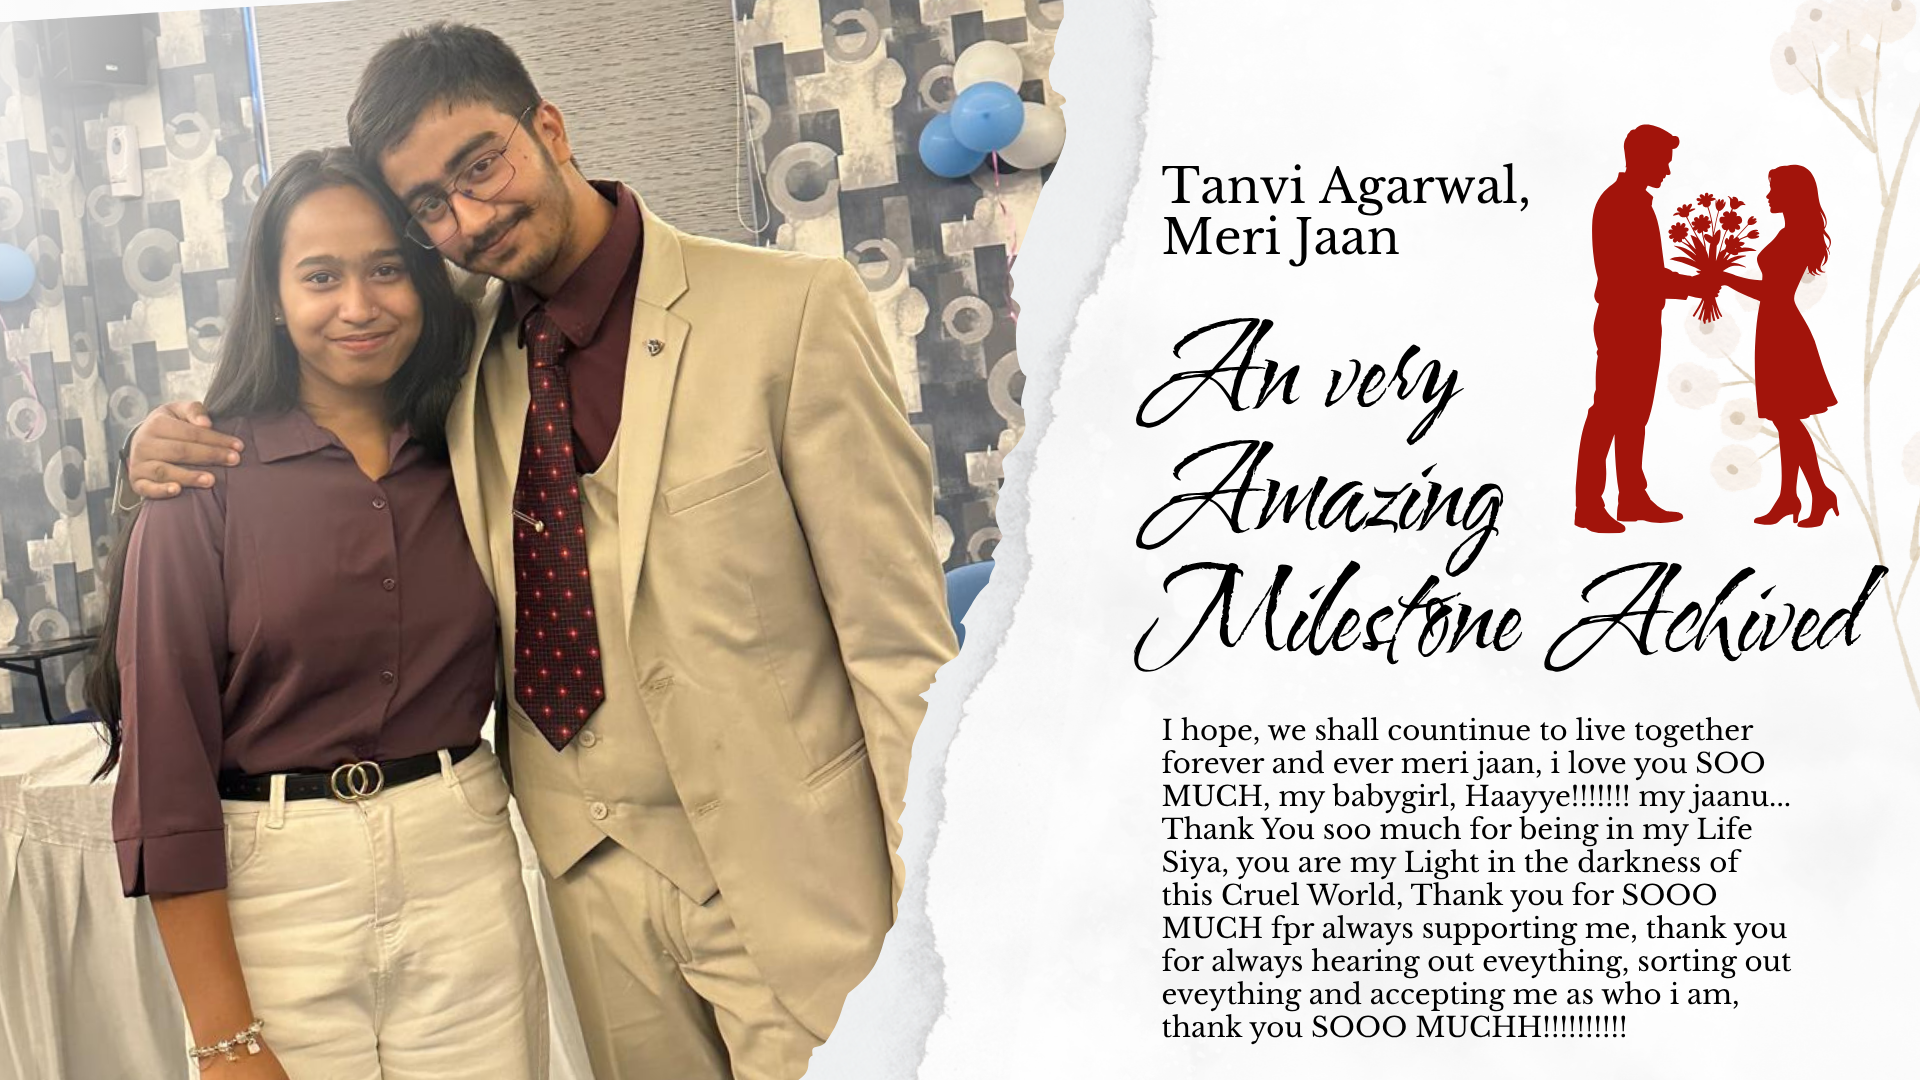 Tanvi Agarwal,
Meri Jaan
An very
Amazing
Milestone Achived
I hope, we shall countinue to live together
forever and ever meri jaan, i love you SOO
MUCH, my babygirl, Haayye!!!!!!! my jaanu...
Thank You soo much for being in my Life
Siya, you are my Light in the darkness of
this Cruel World, Thank you for SOOO
MUCH fpr always supporting me, thank you
for always hearing out eveything, sorting out
eveything and accepting me as who i am,
thank you SOOO MUCHH!!!!!!!!!!